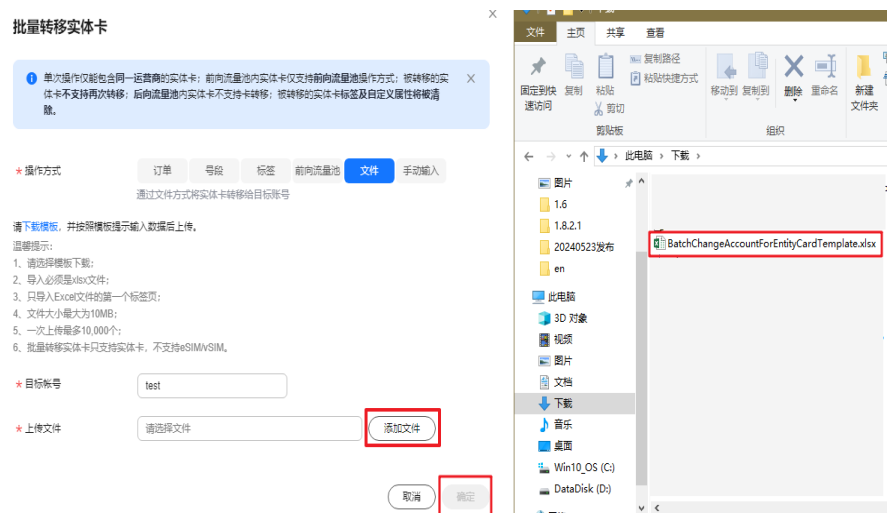 批量转移实体卡
单次操作仅能包含同一运营商的实体卡；前向流量池内实体卡仅支持前向流量池操作方式；被转移的实
体卡不支持再次转移；后向流量池内实体卡不支持卡转移；被转移的实体卡标签及自定义属性将被清
除。
* 操作方式
订单 号段 标签 前向流量池 文件 手动输入
通过文件方式将实体卡转移给目标账号
请下载模板，并按照模板提示输入数据后上传。
温馨提示：
1、请选择模板下载；
2、导入必须是xlsx文件；
3、只导入Excel文件的第一个标签页；
4、文件大小最大为10MB；
5、一次上传最多10,000个；
6、批量转移实体卡只支持实体卡，不支持eSIM/vSIM。
* 目标帐号 test
* 上传文件 请选择文件 添加文件
取消 确定
文件 主页 共享 查看
固定到快
速访问
复制
粘贴
复制路径
粘贴快捷方式
剪切
剪贴板
移动到 复制到 删除 重命名
组织
新建
文件夹
此电脑 › 下载 ›
图片
1.6
1.8.2.1
20240523发布
en
此电脑
3D 对象
视频
图片
文档
下载
音乐
桌面
Win10_OS (C:)
DataDisk (D:)
BatchChangeAccountForEntityCardTemplate.xlsx